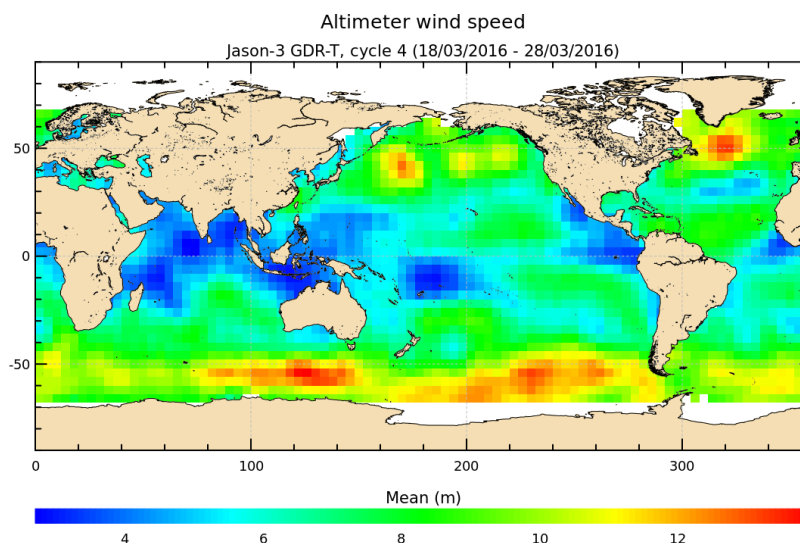 Altimeter wind speed
Jason-3 GDR-T, cycle 4 (18/03/2016 - 28/03/2016)
50
0
-50
0 100 200 300
Mean (m)
4 6 8 10 12